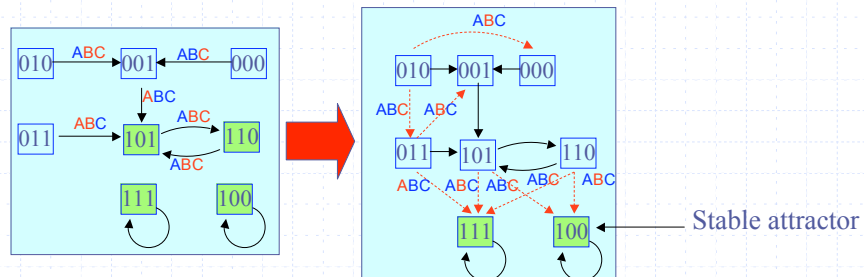 ABC
010 ABC 001 ABC 000
ABC
011 ABC 101 ABC 110
ABC
111 100
ABC
010 001 000
ABC ABC
011 101 110
ABC ABC ABC ABC ABC
111 100 Stable attractor